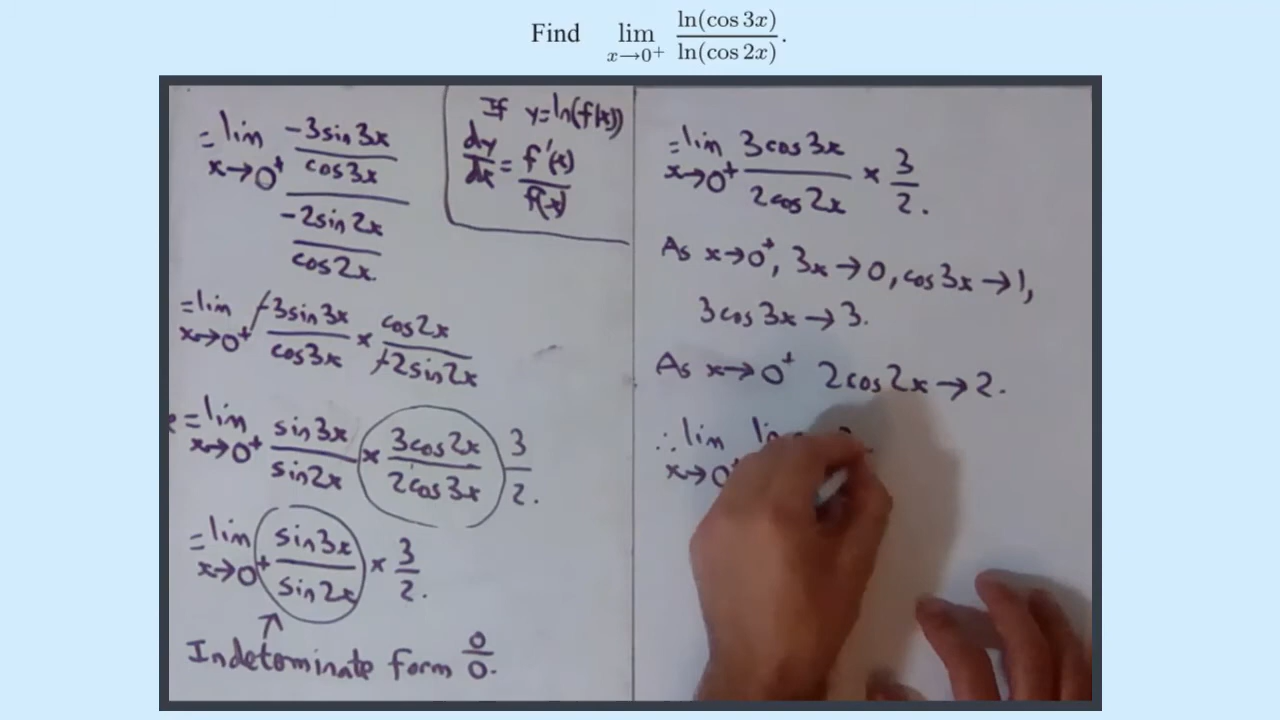 Find lim x→0⁺ ln(cos 3x) / ln(cos 2x).
= lim x→0⁺ (-3sin3x / cos3x) / (-2sin2x / cos2x.)
If y=ln(f(x))
dy/dx = f'(x)/f(x)
= lim x→0⁺ -3sin3x / cos3x × cos2x / -2sin2x
= lim x→0⁺ sin3x / sin2x × 3cos2x / 2cos3x 3/2.
= lim x→0⁺ sin3x / sin2x × 3/2.
↑
Indeterminate form 0/0.
= lim x→0⁺ 3cos3x / 2cos2x × 3/2.
As x→0⁺, 3x→0, cos3x→1,
3cos3x→3.
As x→0⁺ 2cos2x→2.
∴ lim x→0⁺